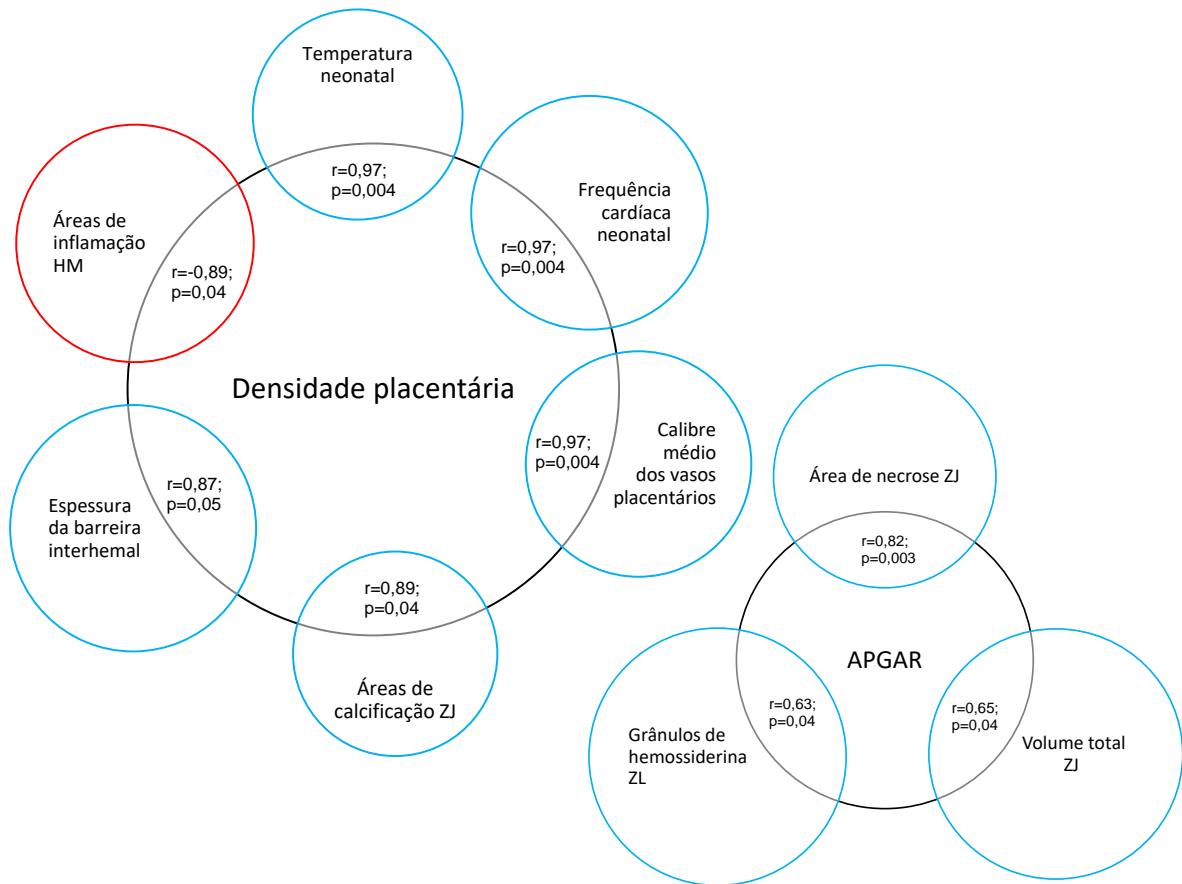 Temperatura
neonatal
r=0,97;
p=0,004
Frequência
cardíaca
neonatal
r=0,97;
p=0,004
Áreas de
inflamação
HM
r=-0,89;
p=0,04
Densidade placentária
Calibre
médio
dos vasos
placentários
r=0,97;
p=0,004
Espessura
da barreira
interhemal
r=0,87;
p=0,05
r=0,89;
p=0,04
Áreas de
calcificação ZJ
Área de necrose ZJ
r=0,82;
p=0,003
APGAR
Grânulos de
hemossiderina
ZL
r=0,63;
p=0,04
r=0,65;
p=0,04
Volume total
ZJ